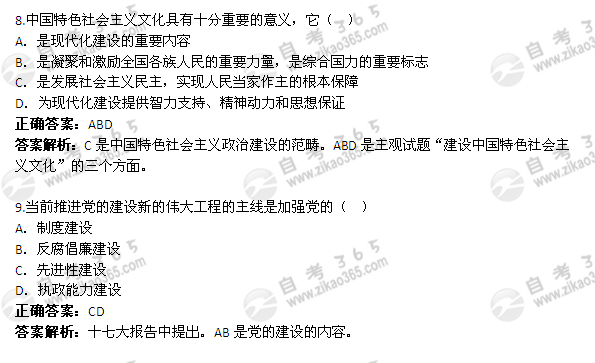 8.中国特色社会主义文化具有十分重要的意义，它（　）
A. 是现代化建设的重要内容
B. 是凝聚和激励全国各族人民的重要力量，是综合国力的重要标志
C. 是发展社会主义民主，实现人民当家作主的根本保障
D. 为现代化建设提供智力支持、精神动力和思想保证
正确答案：ABD
答案解析：C是中国特色社会主义政治建设的范畴。ABD是主观试题“建设中国特色社会主
义文化”的三个方面。
9.当前推进党的建设新的伟大工程的主线是加强党的（　）
A. 制度建设
B. 反腐倡廉建设
C. 先进性建设
D. 执政能力建设
正确答案：CD
答案解析：十七大报告中提出。AB是党的建设的内容。
自考365
www.zikao365.com